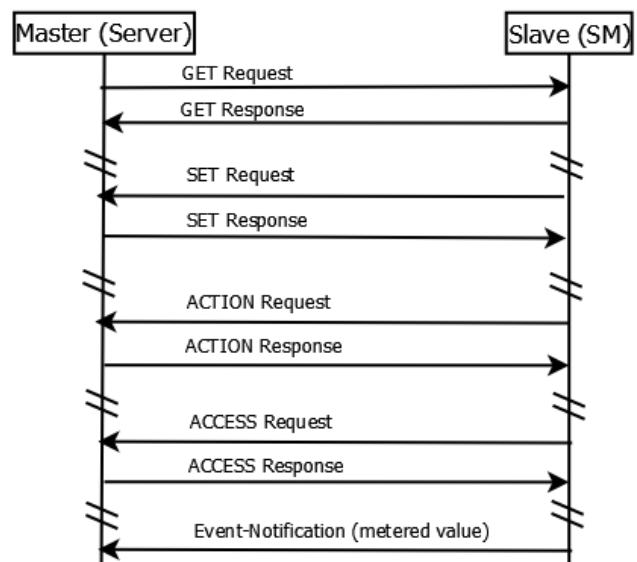 Master (Server)
Slave (SM)
GET Request
GET Response
SET Request
SET Response
ACTION Request
ACTION Response
ACCESS Request
ACCESS Response
Event-Notification (metered value)